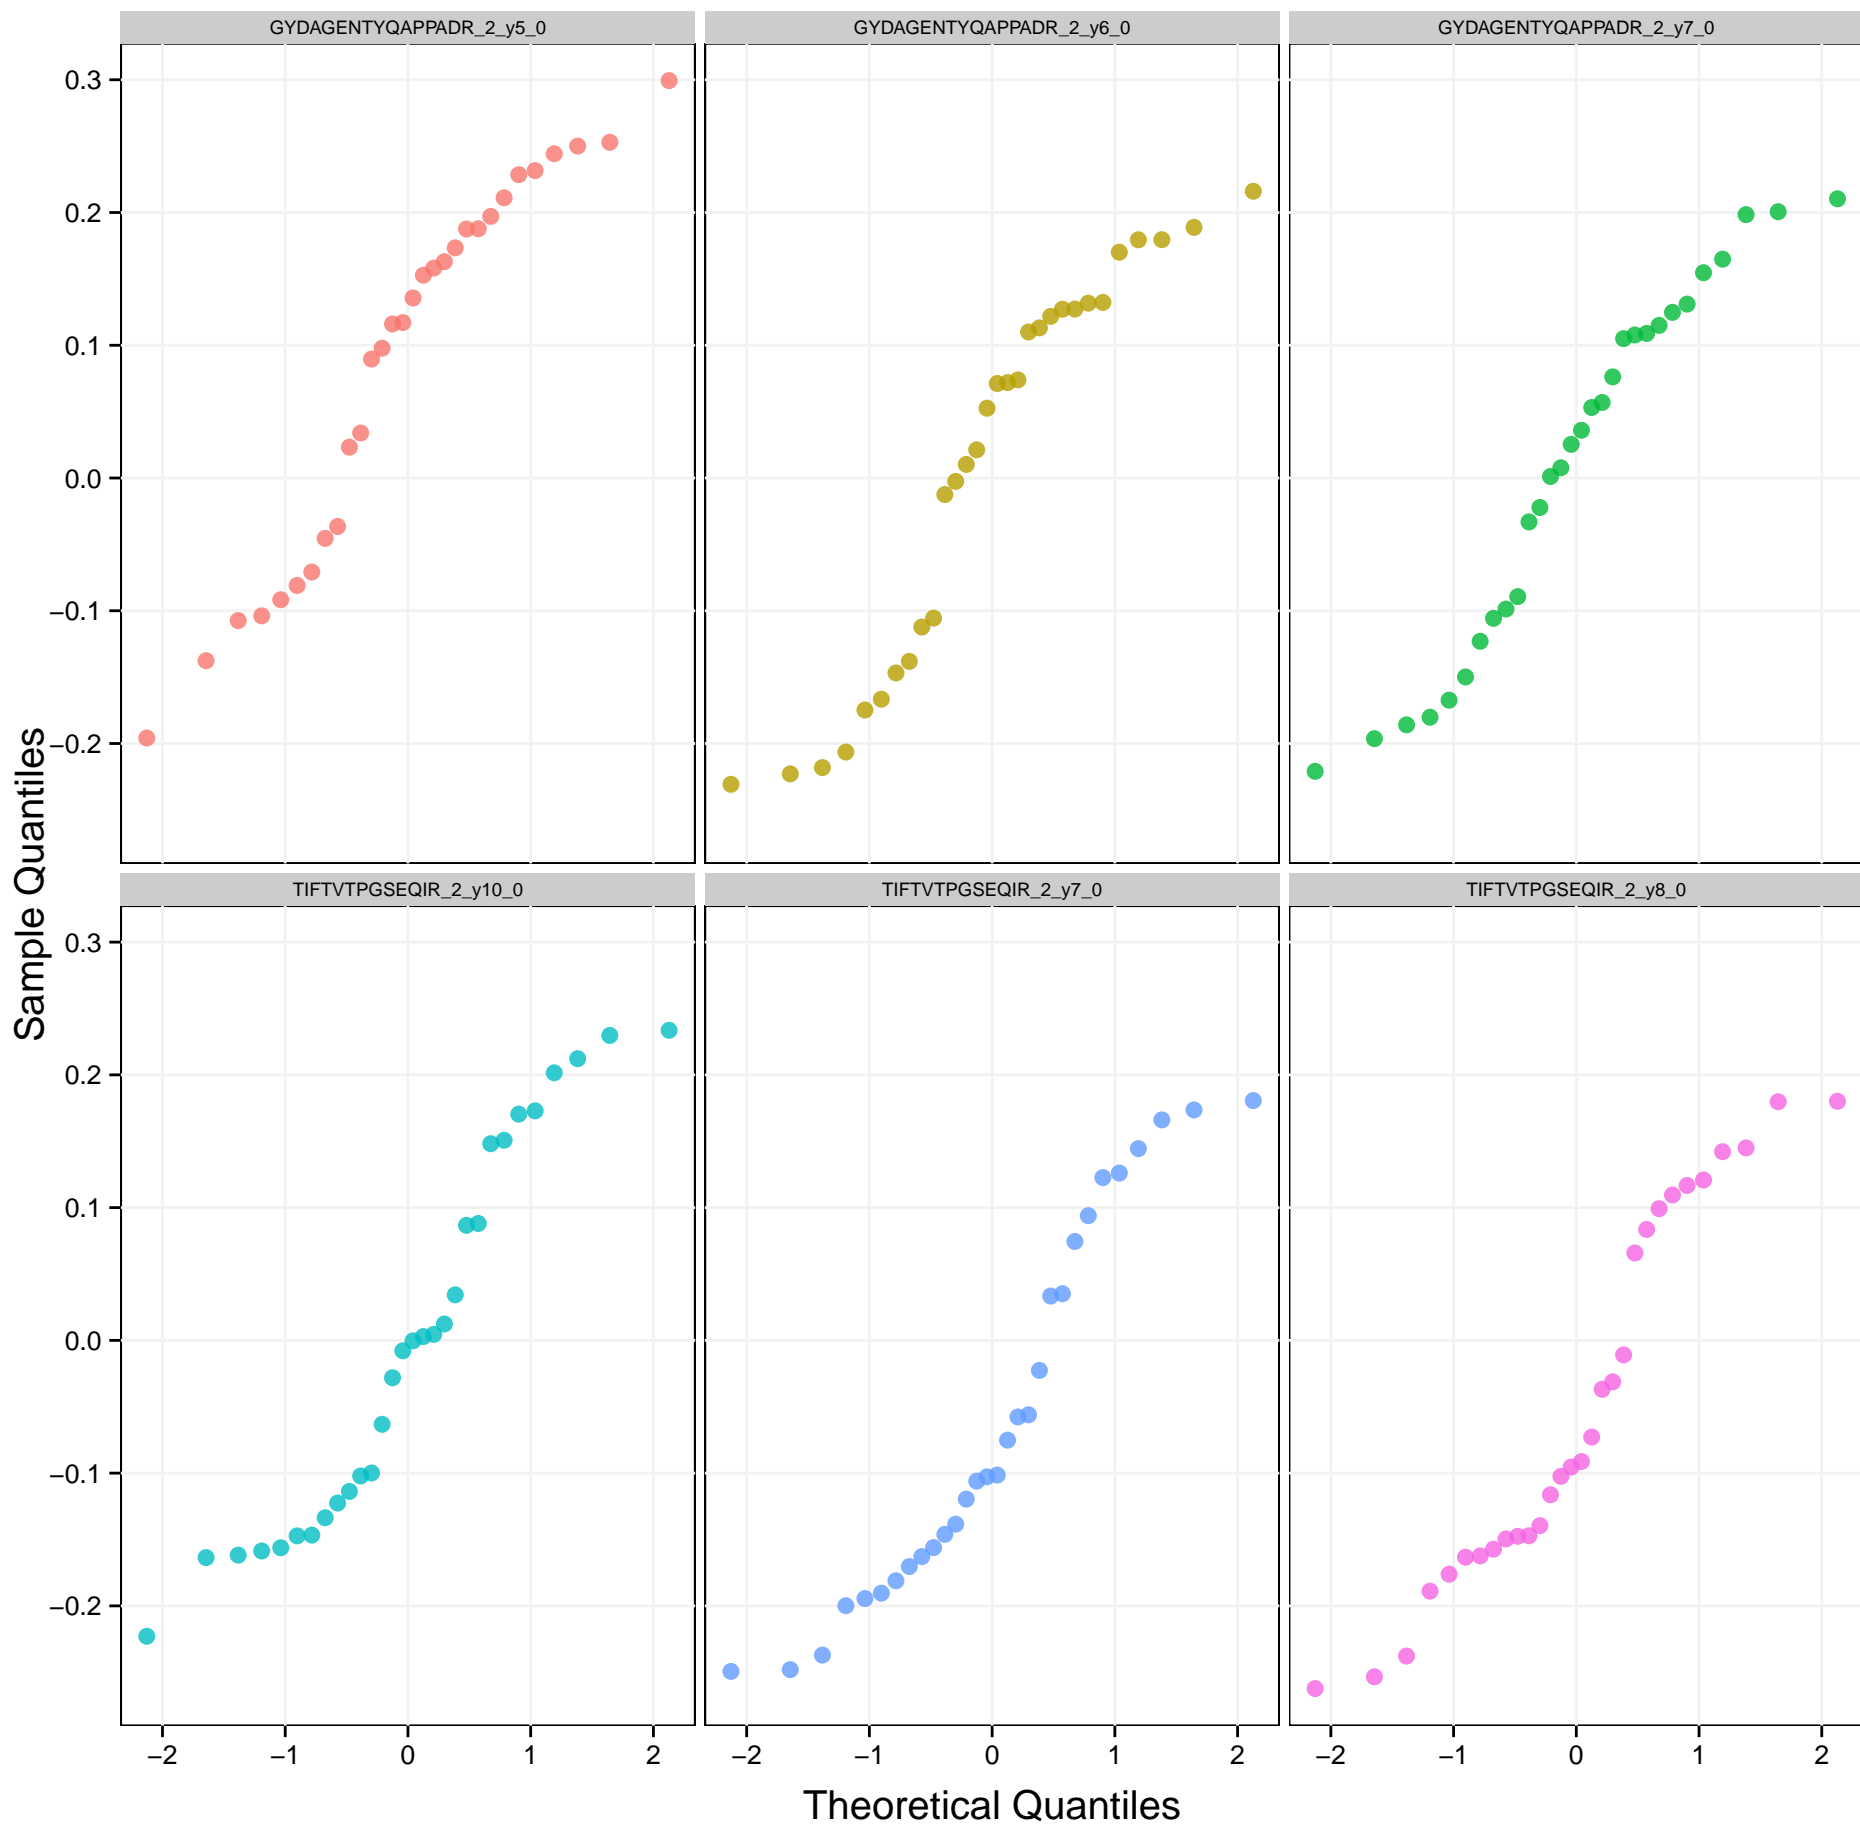 GYDAGENTYQAPPADR_2_y5_0
GYDAGENTYQAPPADR_2_y6_0
GYDAGENTYQAPPADR_2_y7_0
0.3
0.2
0.1
0.0
−0.1
−0.2
TIFTVTPGSEQIR_2_y10_0
TIFTVTPGSEQIR_2_y7_0
TIFTVTPGSEQIR_2_y8_0
0.3
0.2
0.1
0.0
−0.1
−0.2
Sample Quantiles
−2 −1 0 1 2
−2 −1 0 1 2
−2 −1 0 1 2
Theoretical Quantiles